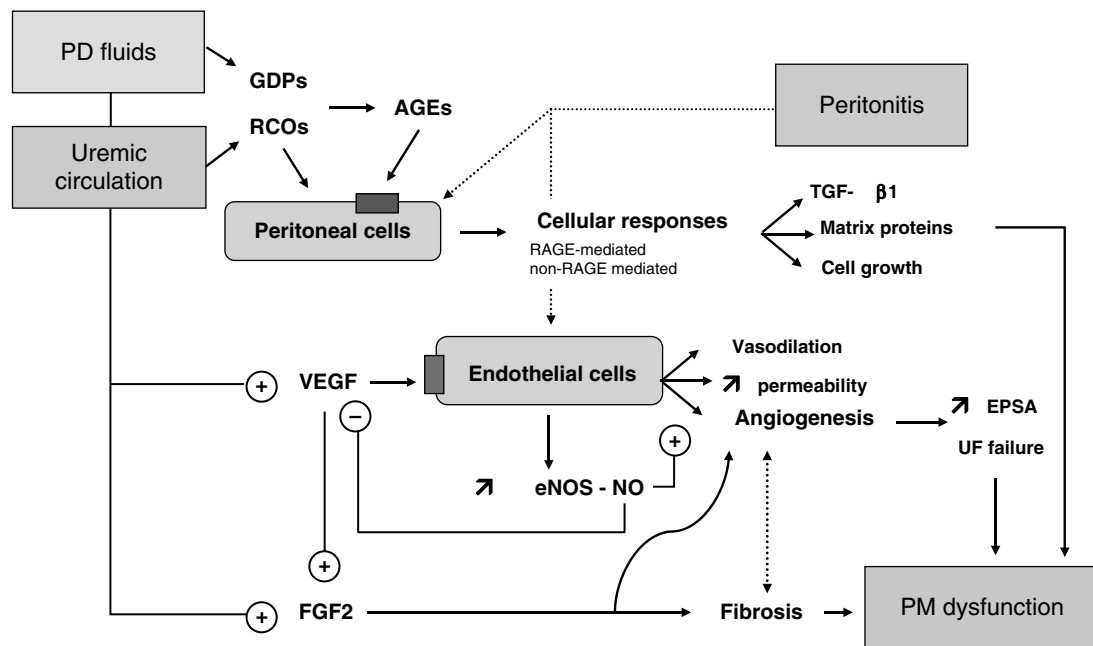 PD fluids
GDPs
AGEs
RCOs
Uremic
circulation
Peritonitis
Peritoneal cells
Cellular responses
RAGE-mediated
non-RAGE mediated
TGF- β1
Matrix proteins
Cell growth
VEGF
Endothelial cells
Vasodilation
permeability
Angiogenesis
EPSA
UF failure
+
−
+
eNOS - NO
+
+
FGF2
Fibrosis
PM dysfunction